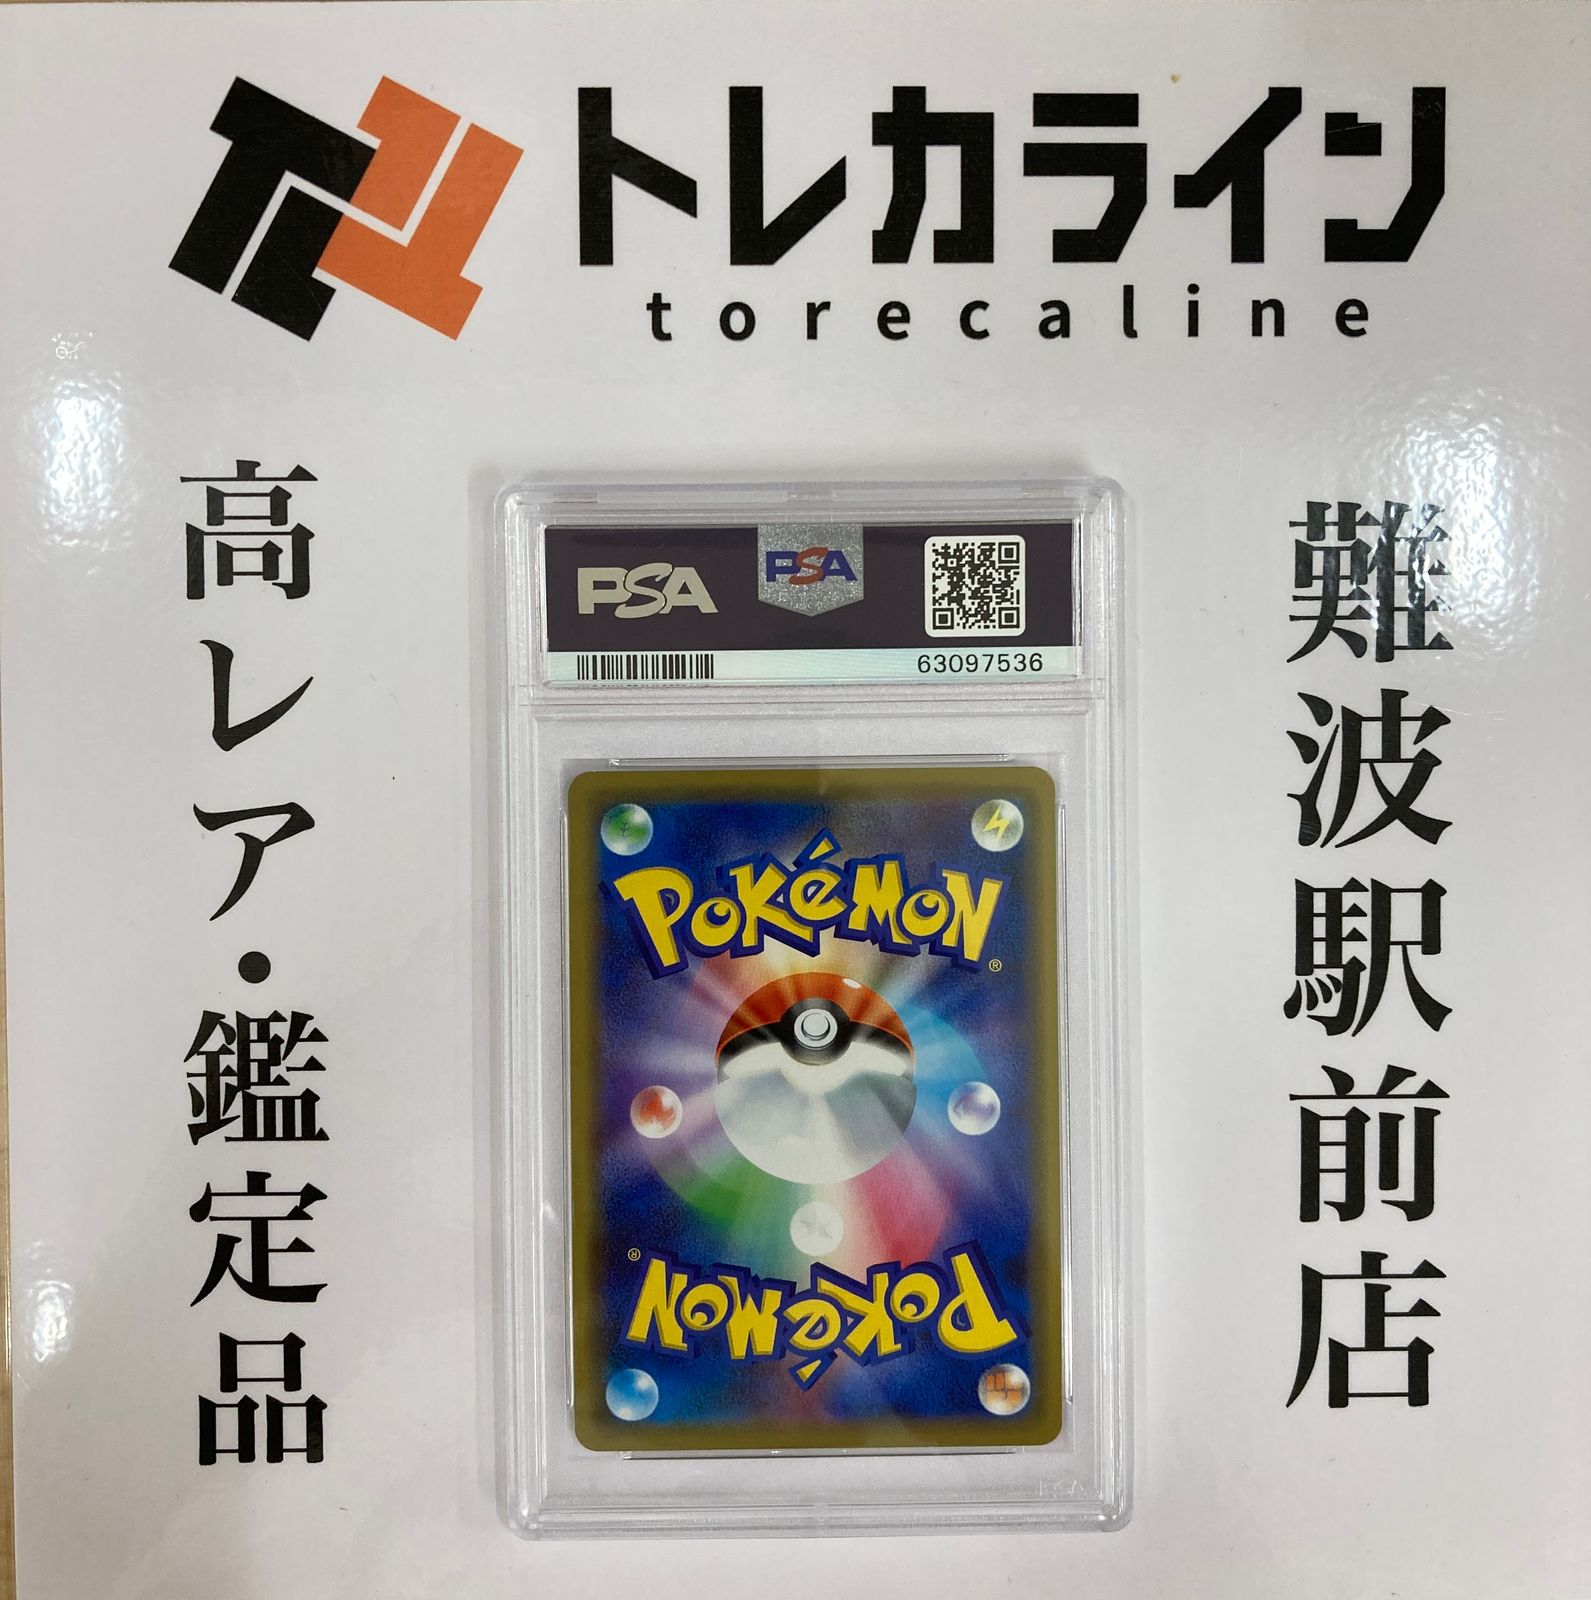 トレカライン
torecaline
高レア・鑑定品
難波駅前店
PSA
PSA
63097536
POKéMON
®
®
POKéMON